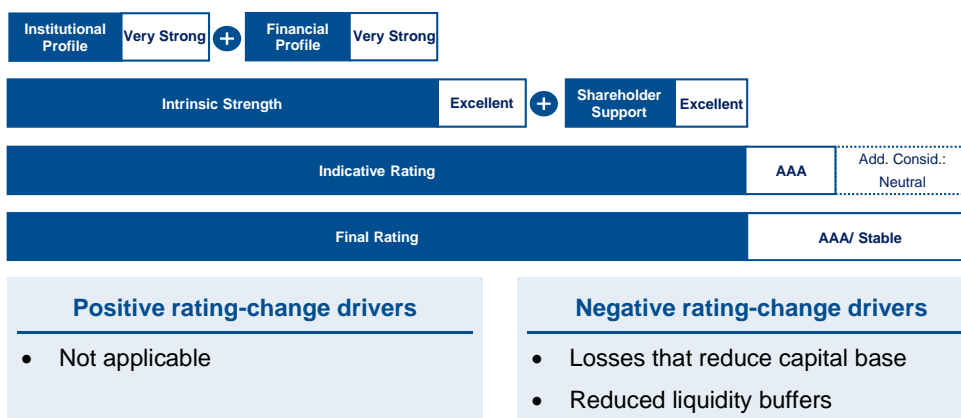 Institutional Profile Very Strong + Financial Profile Very Strong
Intrinsic Strength Excellent + Shareholder Support Excellent
Indicative Rating AAA Add. Consid.: Neutral
Final Rating AAA/ Stable
Positive rating-change drivers
• Not applicable
Negative rating-change drivers
• Losses that reduce capital base
• Reduced liquidity buffers